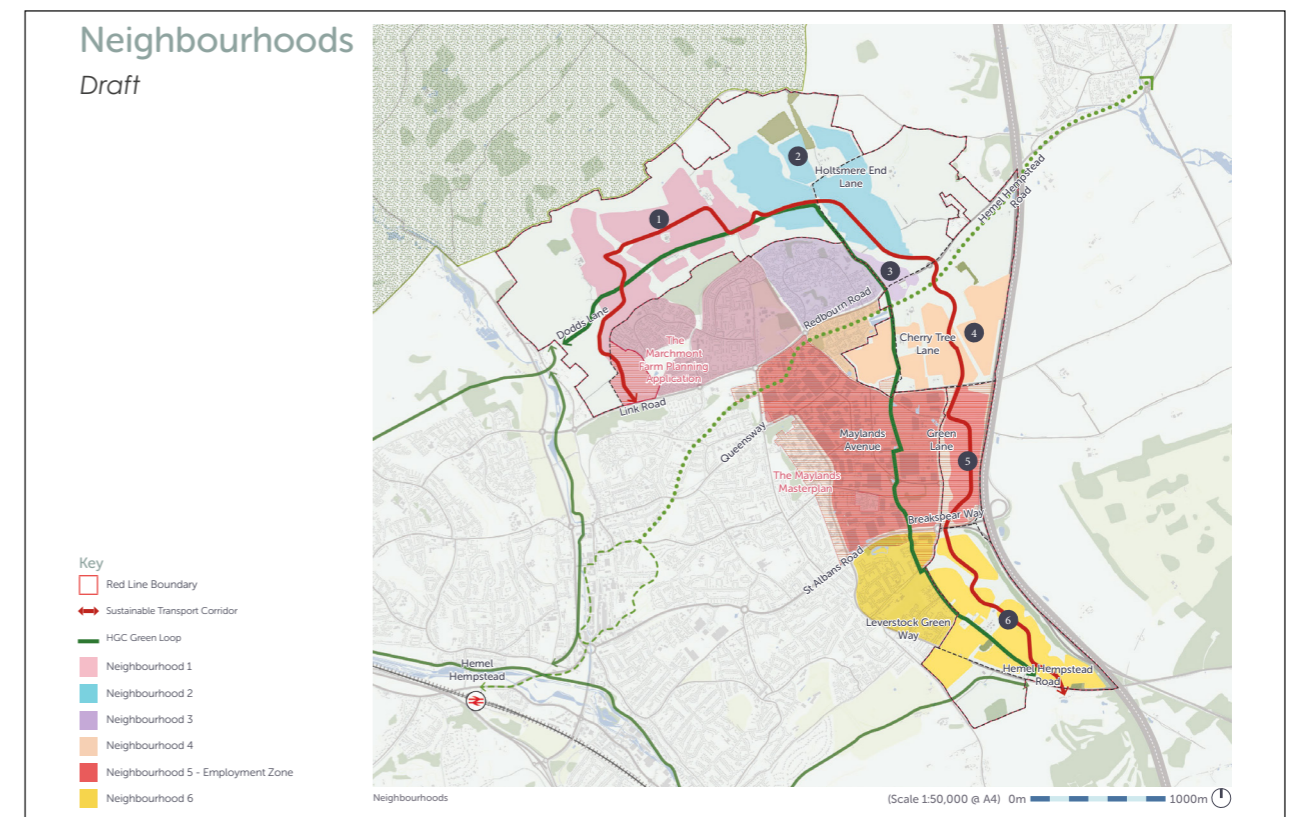 Neighbourhoods
Draft
2
Holtsmere End
Lane
Hemel Hempstead
Road
1
3
Redbourn Road
Dodds Lane
4
Cherry Tree
Lane
The
Marchmont
Farm Planning
Application
Link Road
Queensway
Maylands
Avenue
Green
Lane
5
The Maylands
Masterplan
Breakspear Way
St Albans Road
Leverstock Green
Way
6
Hemel Hempstead
Road
Hemel
Hempstead
Key
Red Line Boundary
Sustainable Transport Corridor
HGC Green Loop
Neighbourhood 1
Neighbourhood 2
Neighbourhood 3
Neighbourhood 4
Neighbourhood 5 - Employment Zone
Neighbourhood 6
Neighbourhoods
(Scale 1:50,000 @ A4) 0m 1000m